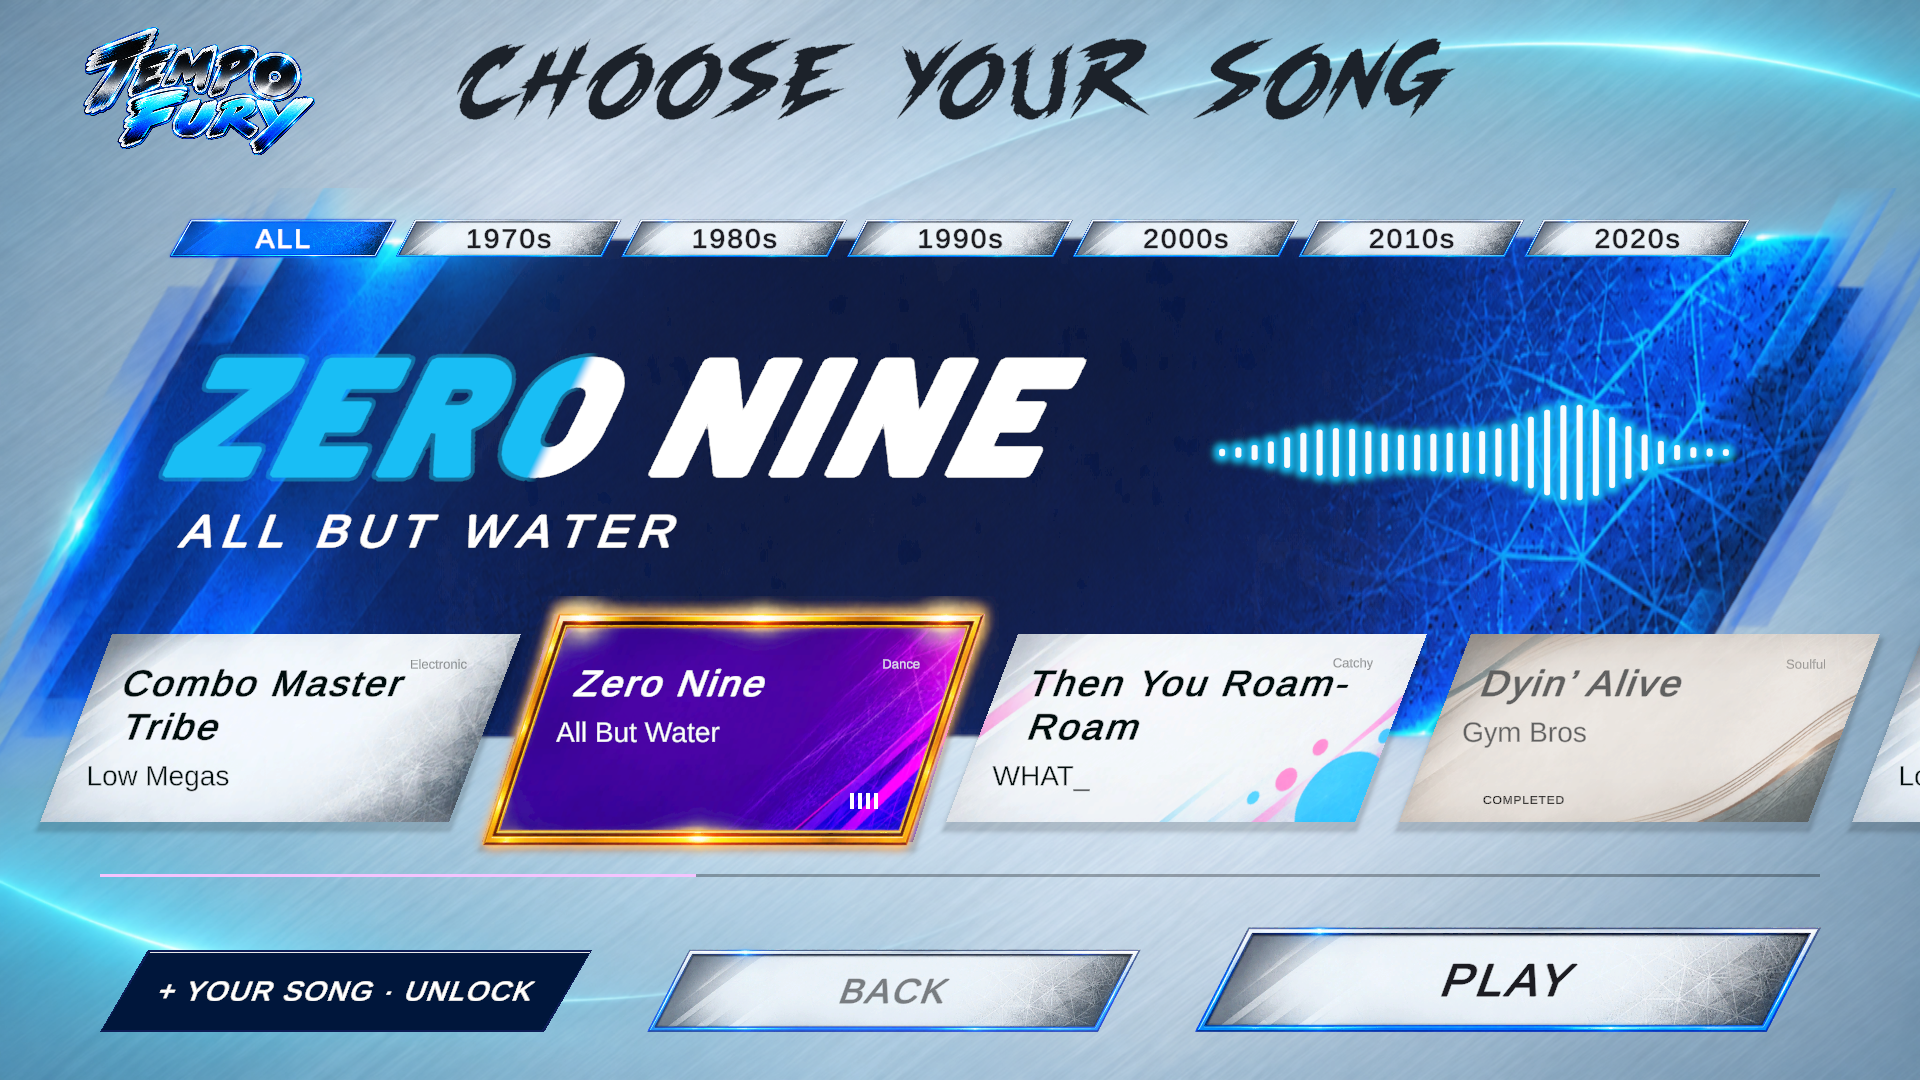 TEMPO
FURY
CHOOSE YOUR SONG
ALL
1970s
1980s
1990s
2000s
2010s
2020s
ZERO NINE
ALL BUT WATER
Combo Master
Tribe
Electronic
Low Megas
Zero Nine
Dance
All But Water
Then You Roam-
Roam
Catchy
WHAT_
Dyin’ Alive
Soulful
Gym Bros
COMPLETED
+ YOUR SONG · UNLOCK
BACK
PLAY